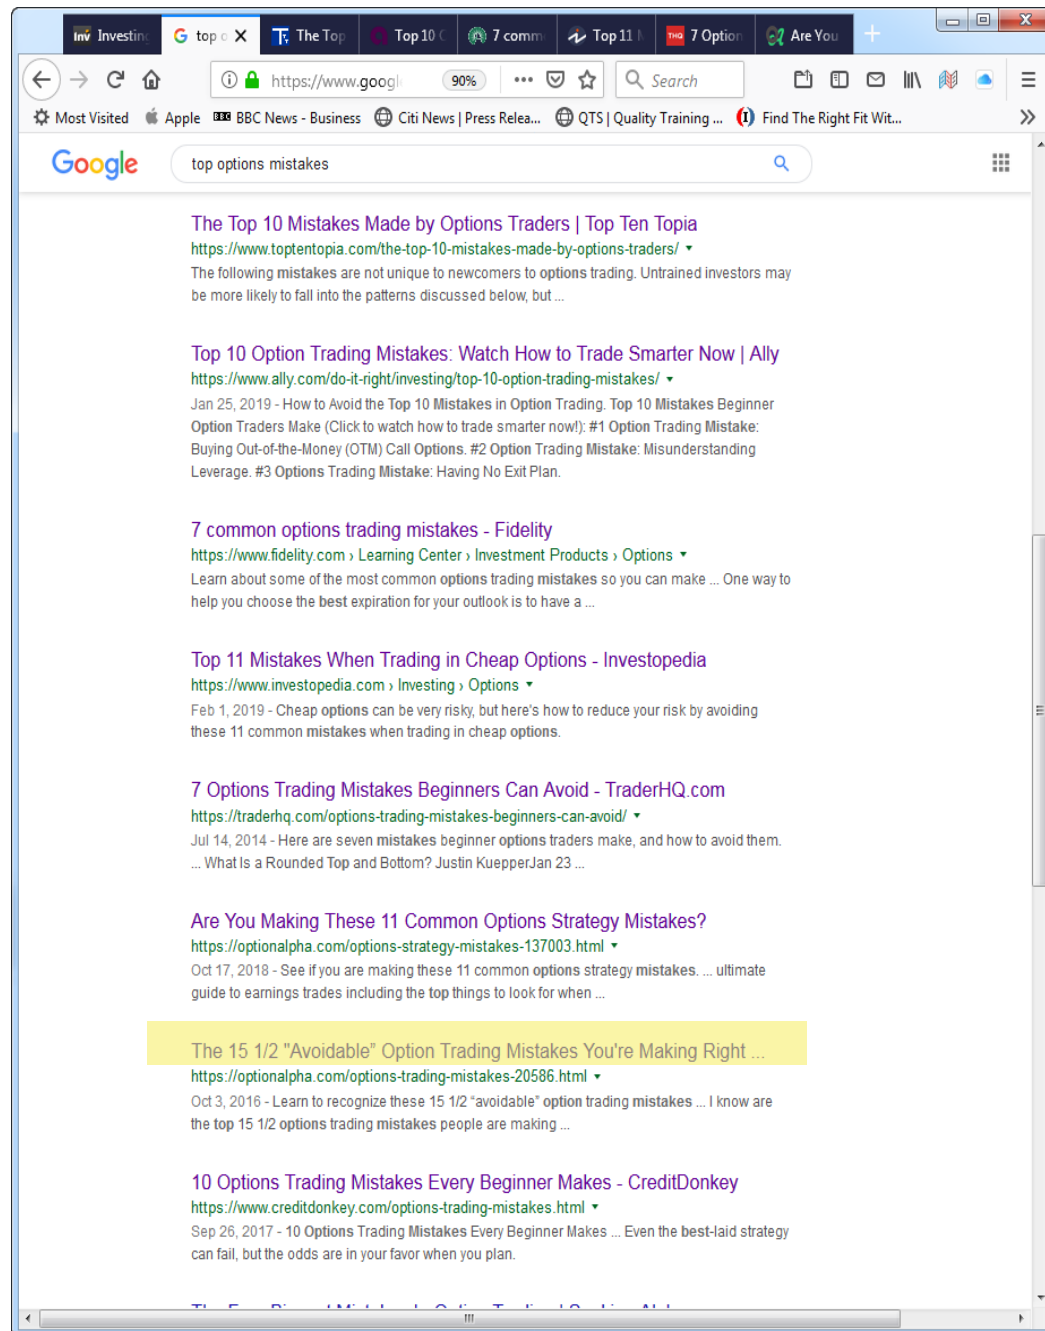 inv Investing
G top o X
The Top
Top 10 C
7 comm
Top 11 M
THQ 7 Option
Are You
https://www.googl 90% ... Search
Most Visited Apple BBC BBC News - Business Citi News | Press Relea... QTS | Quality Training ... Find The Right Fit Wit...
Google top options mistakes
The Top 10 Mistakes Made by Options Traders | Top Ten Topia
https://www.toptentopia.com/the-top-10-mistakes-made-by-options-traders/
The following mistakes are not unique to newcomers to options trading. Untrained investors may
be more likely to fall into the patterns discussed below, but ...
Top 10 Option Trading Mistakes: Watch How to Trade Smarter Now | Ally
https://www.ally.com/do-it-right/investing/top-10-option-trading-mistakes/
Jan 25, 2019 - How to Avoid the Top 10 Mistakes in Option Trading. Top 10 Mistakes Beginner
Option Traders Make (Click to watch how to trade smarter now!): #1 Option Trading Mistake:
Buying Out-of-the-Money (OTM) Call Options. #2 Option Trading Mistake: Misunderstanding
Leverage. #3 Options Trading Mistake: Having No Exit Plan.
7 common options trading mistakes - Fidelity
https://www.fidelity.com › Learning Center › Investment Products › Options
Learn about some of the most common options trading mistakes so you can make ... One way to
help you choose the best expiration for your outlook is to have a ...
Top 11 Mistakes When Trading in Cheap Options - Investopedia
https://www.investopedia.com › Investing › Options
Feb 1, 2019 - Cheap options can be very risky, but here's how to reduce your risk by avoiding
these 11 common mistakes when trading in cheap options.
7 Options Trading Mistakes Beginners Can Avoid - TraderHQ.com
https://traderhq.com/options-trading-mistakes-beginners-can-avoid/
Jul 14, 2014 - Here are seven mistakes beginner options traders make, and how to avoid them.
... What Is a Rounded Top and Bottom? Justin KuepperJan 23 ...
Are You Making These 11 Common Options Strategy Mistakes?
https://optionalpha.com/options-strategy-mistakes-137003.html
Oct 17, 2018 - See if you are making these 11 common options strategy mistakes. ... ultimate
guide to earnings trades including the top things to look for when ...
The 15 1/2 "Avoidable" Option Trading Mistakes You're Making Right ...
https://optionalpha.com/options-trading-mistakes-20586.html
Oct 3, 2016 - Learn to recognize these 15 1/2 "avoidable" option trading mistakes ... I know are
the top 15 1/2 options trading mistakes people are making ...
10 Options Trading Mistakes Every Beginner Makes - CreditDonkey
https://www.creditdonkey.com/options-trading-mistakes.html
Sep 26, 2017 - 10 Options Trading Mistakes Every Beginner Makes ... Even the best-laid strategy
can fail, but the odds are in your favor when you plan.